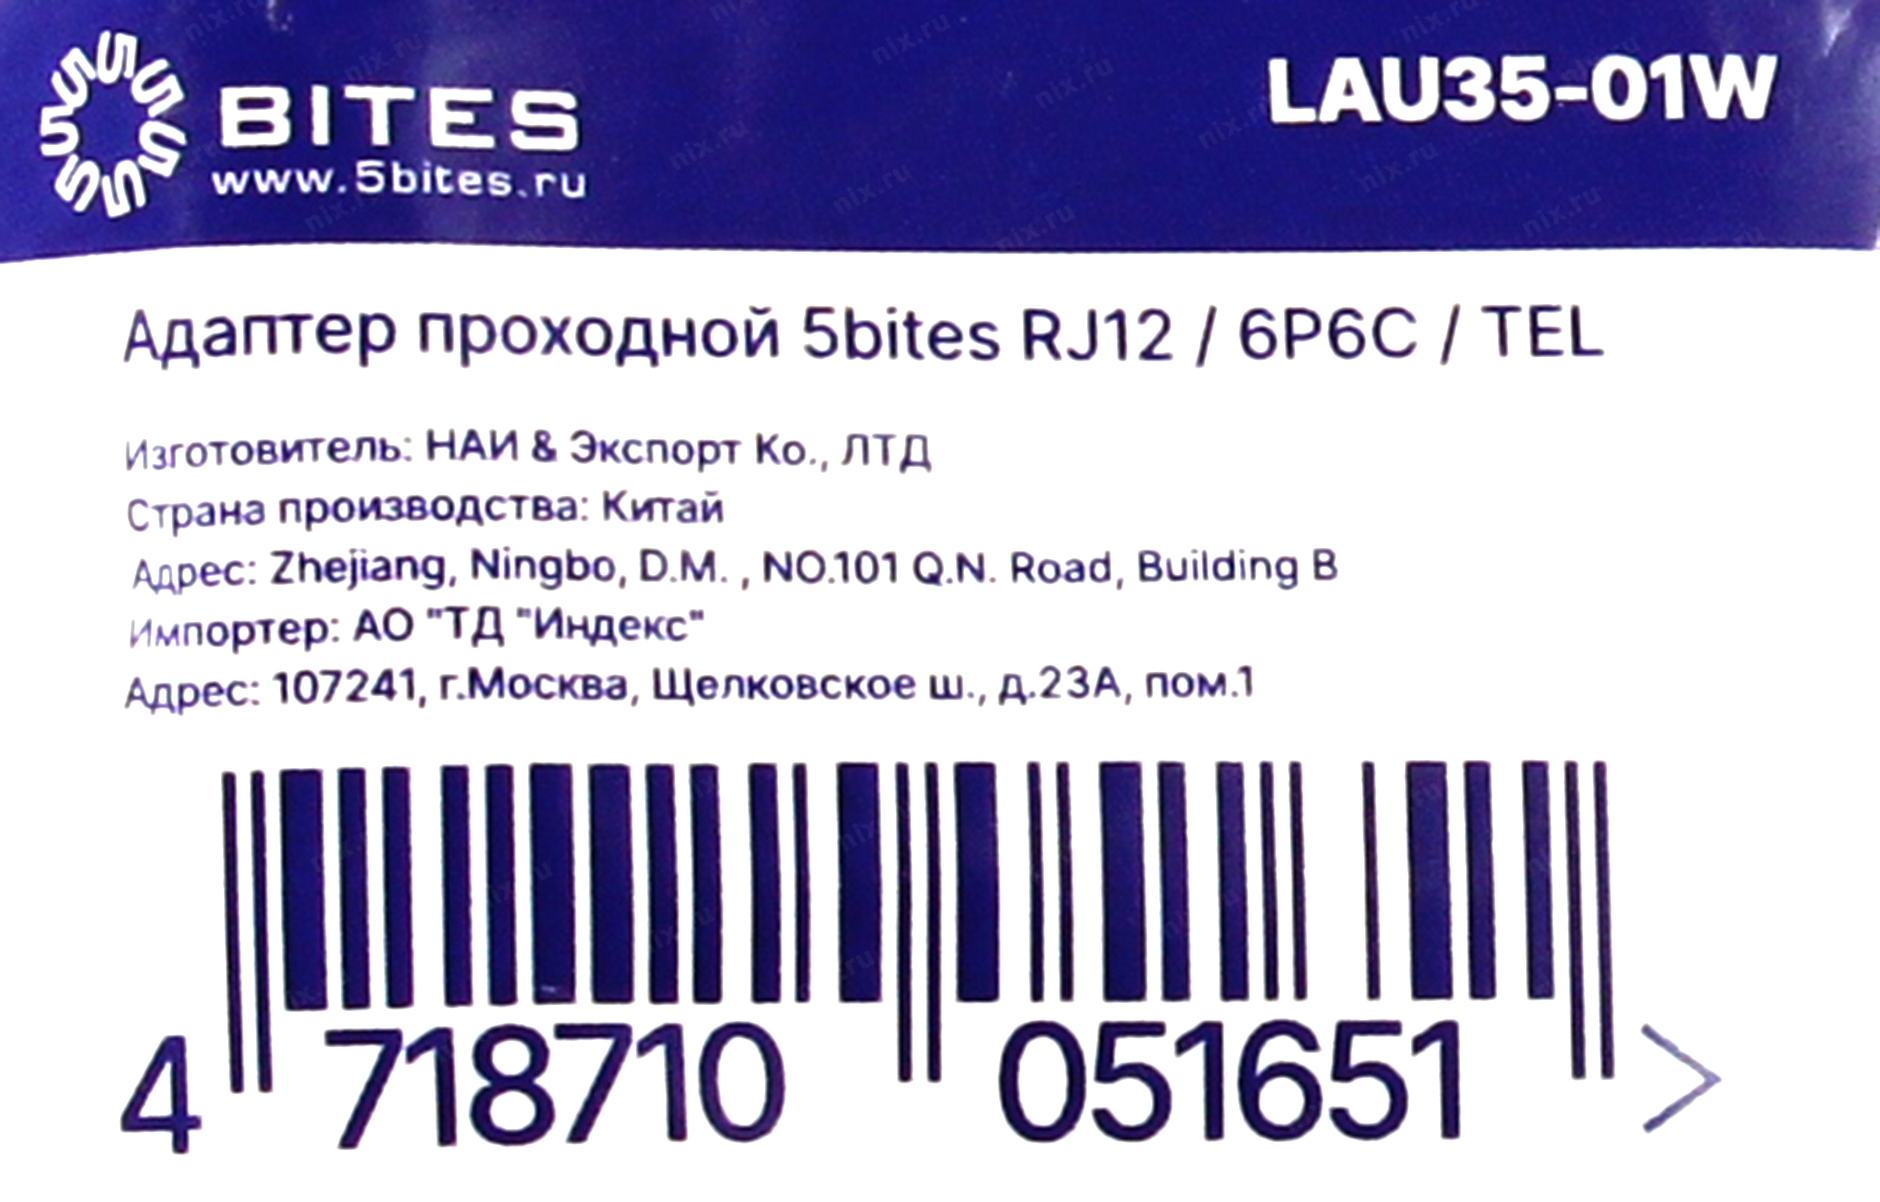 BITES
www.5bites.ru
LAU35-01W
Адаптер проходной 5bites RJ12 / 6P6C / TEL
Изготовитель: НАИ & Экспорт Ко., ЛТД
Страна производства: Китай
Адрес: Zhejiang, Ningbo, D.M. , NO.101 Q.N. Road, Building B
Импортер: АО "ТД "Индекс"
Адрес: 107241, г.Москва, Щелковское ш., д.23А, пом.1
4 718710 051651 >